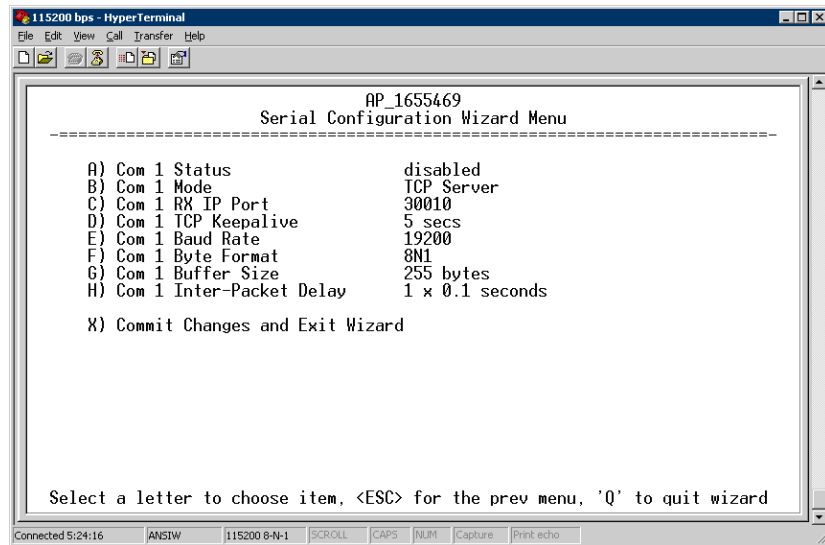 115200 bps - HyperTerminal
File Edit View Call Transfer Help
AP_1655469
Serial Configuration Wizard Menu
-==========================================================================-
A) Com 1 Status disabled
B) Com 1 Mode TCP Server
C) Com 1 RX IP Port 30010
D) Com 1 TCP Keepalive 5 secs
E) Com 1 Baud Rate 19200
F) Com 1 Byte Format 8N1
G) Com 1 Buffer Size 255 bytes
H) Com 1 Inter-Packet Delay 1 x 0.1 seconds
X) Commit Changes and Exit Wizard
Select a letter to choose item, <ESC> for the prev menu, 'Q' to quit wizard
Connected 5:24:16 ANSIW 115200 8-N-1 SCROLL CAPS NUM Capture Print echo